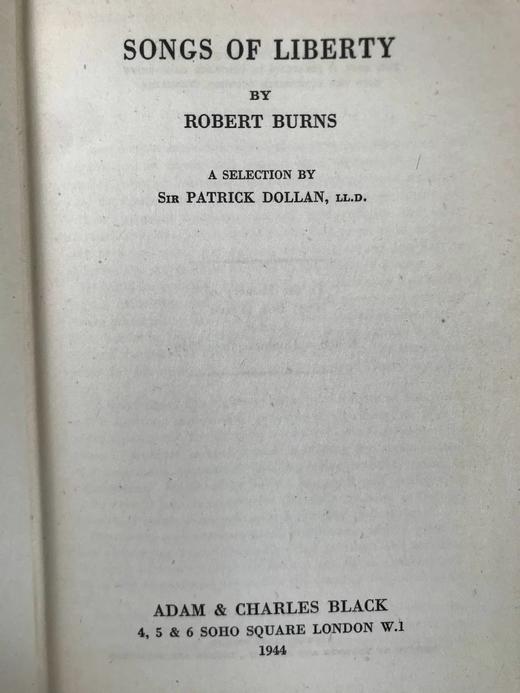 SONGS OF LIBERTY
BY
ROBERT BURNS
A SELECTION BY
SIR PATRICK DOLLAN, LL.D.
ADAM & CHARLES BLACK
4, 5 & 6 SOHO SQUARE LONDON W.1
1944